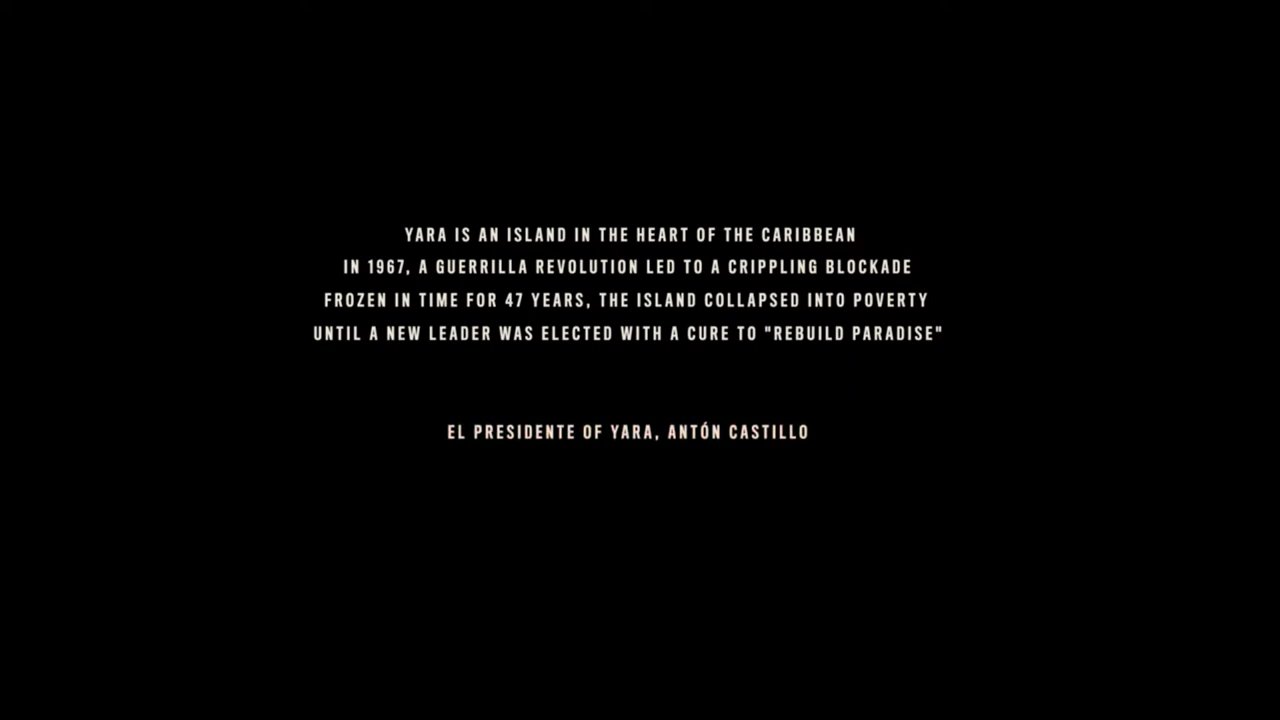 YARA IS AN ISLAND IN THE HEART OF THE CARIBBEAN
IN 1967, A GUERRILLA REVOLUTION LED TO A CRIPPLING BLOCKADE
FROZEN IN TIME FOR 47 YEARS, THE ISLAND COLLAPSED INTO POVERTY
UNTIL A NEW LEADER WAS ELECTED WITH A CURE TO "REBUILD PARADISE"
EL PRESIDENTE OF YARA, ANTÓN CASTILLO